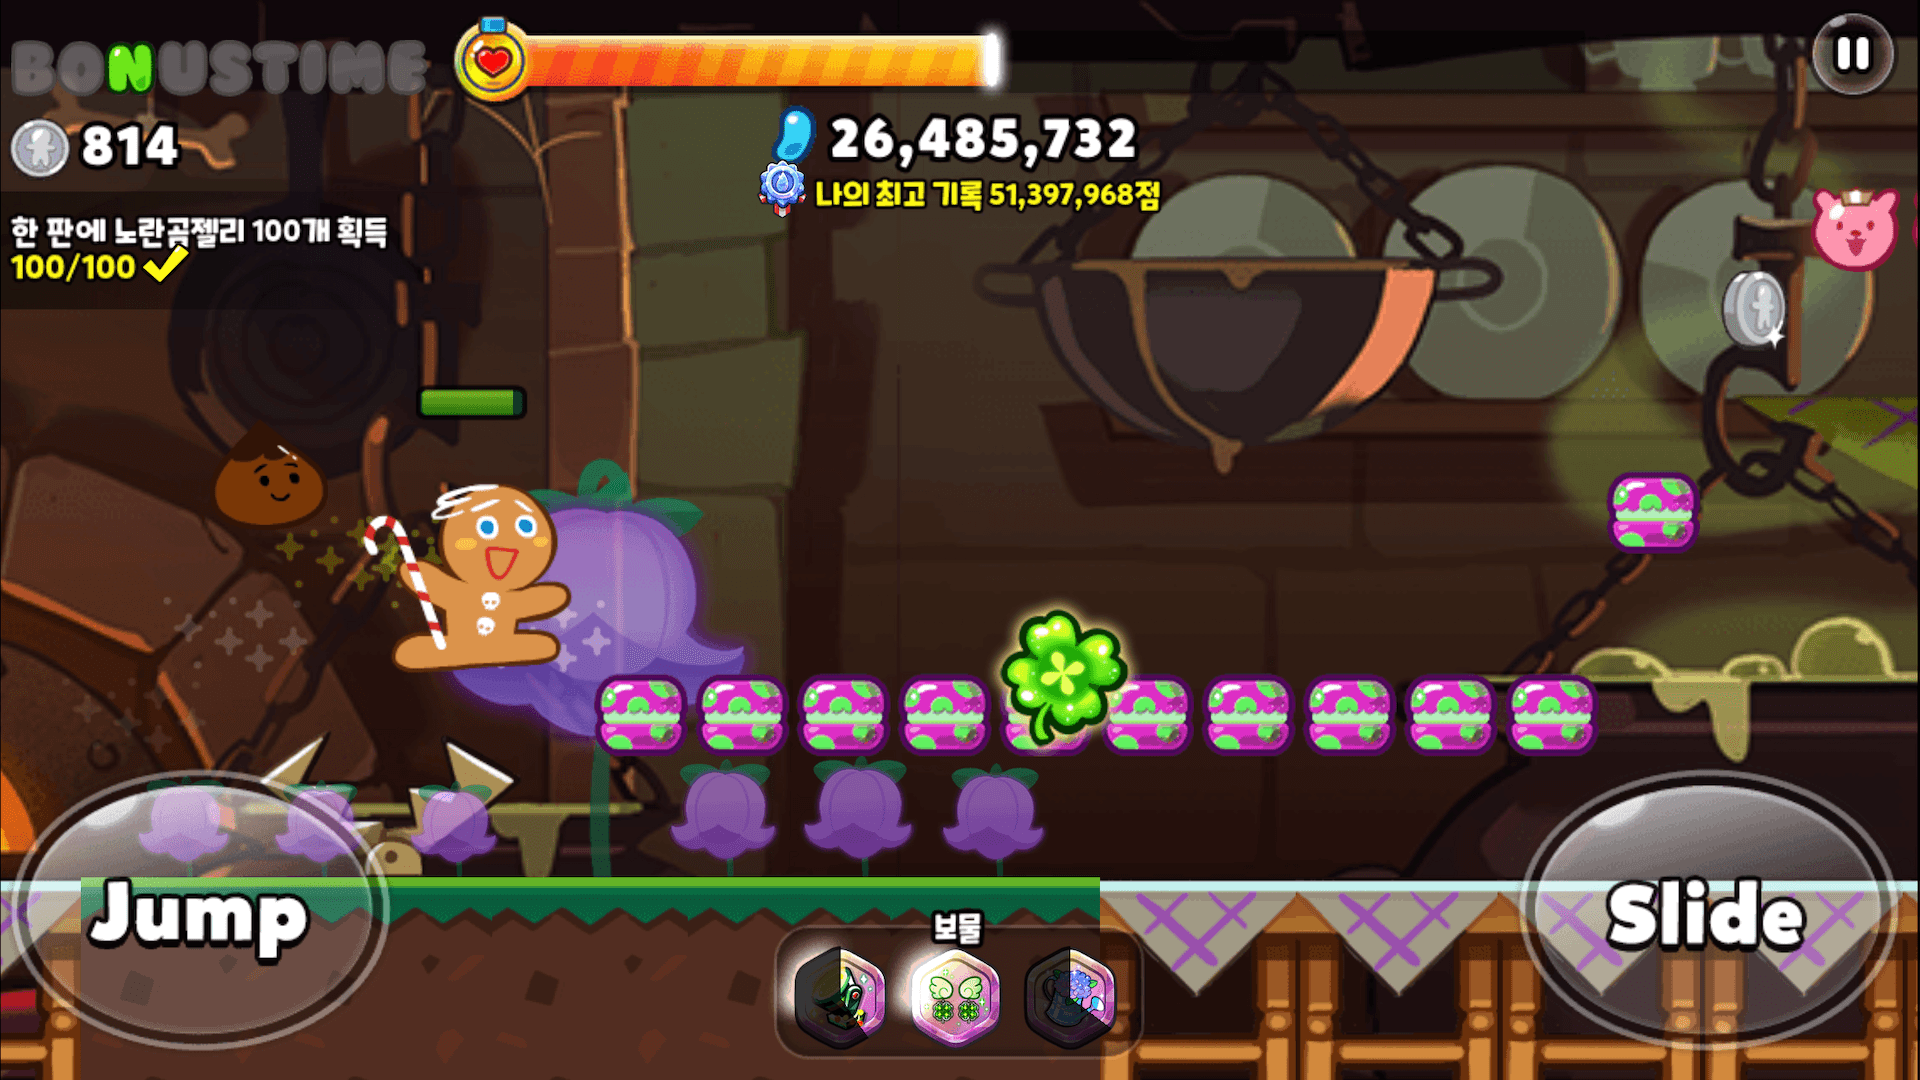 BONUSTIME
814
26,485,732
나의 최고 기록 51,397,968점
한 판에 노란곰젤리 100개 획득
100/100
Jump
보물
Slide